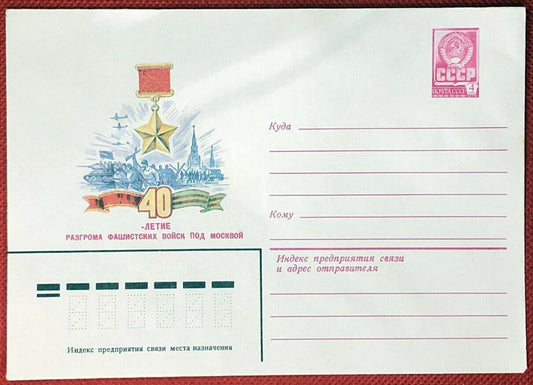 СССР
ПОЧТА СССР 4
Куда
40
-ЛЕТИЕ
РАЗГРОМА ФАШИСТСКИХ ВОЙСК ПОД МОСКВОЙ
Кому
Индекс предприятия связи
и адрес отправителя
Индекс предприятия связи места назначения